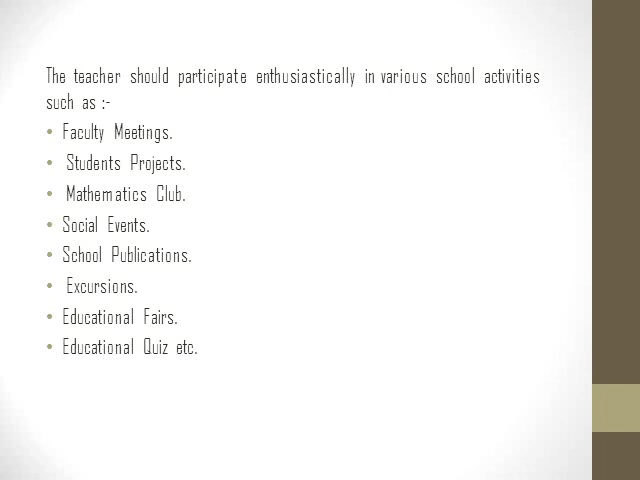 The teacher should participate enthusiastically in various school activities
such as :-
• Faculty Meetings.
• Students Projects.
• Mathematics Club.
• Social Events.
• School Publications.
• Excursions.
• Educational Fairs.
• Educational Quiz etc.